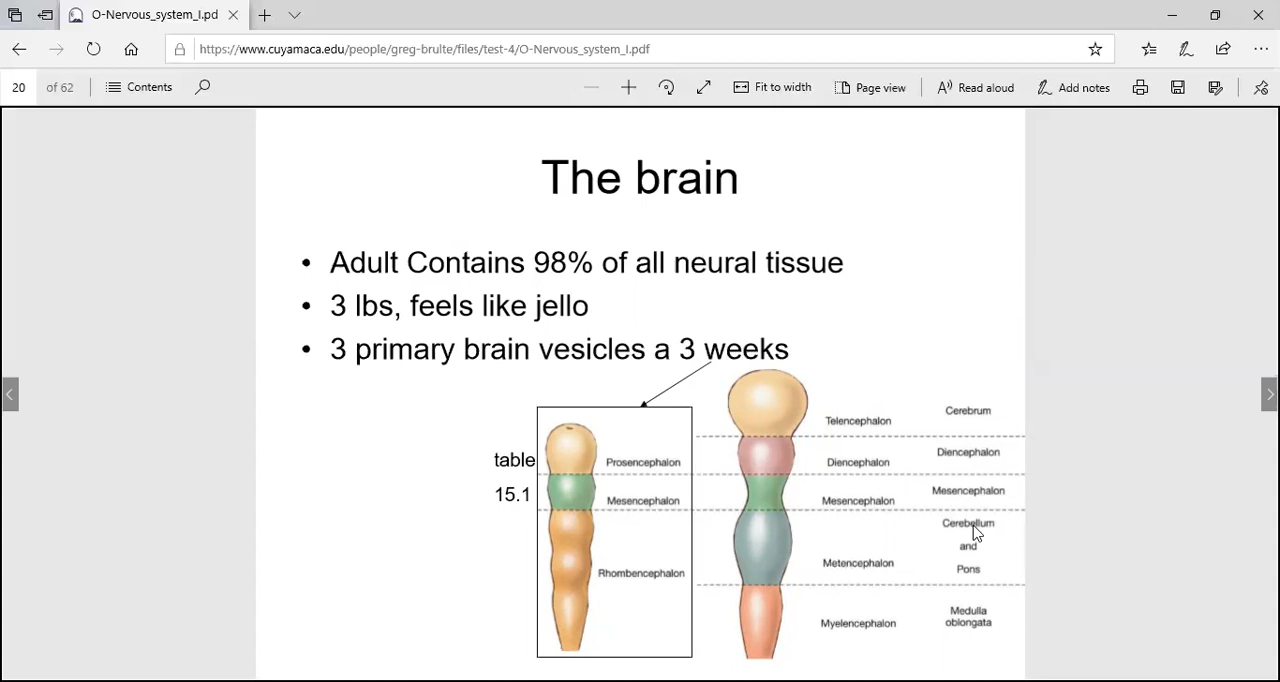 O-Nervous_system_I.pd
https://www.cuyamaca.edu/people/greg-brulte/files/test-4/O-Nervous_system_I.pdf
20 of 62 Contents Fit to width Page view Read aloud Add notes
The brain
• Adult Contains 98% of all neural tissue
• 3 lbs, feels like jello
• 3 primary brain vesicles a 3 weeks
table
15.1
Prosencephalon
Mesencephalon
Rhombencephalon
Telencephalon Cerebrum
Diencephalon Diencephalon
Mesencephalon Mesencephalon
Cerebellum
and
Metencephalon Pons
Myelencephalon Medulla
oblongata